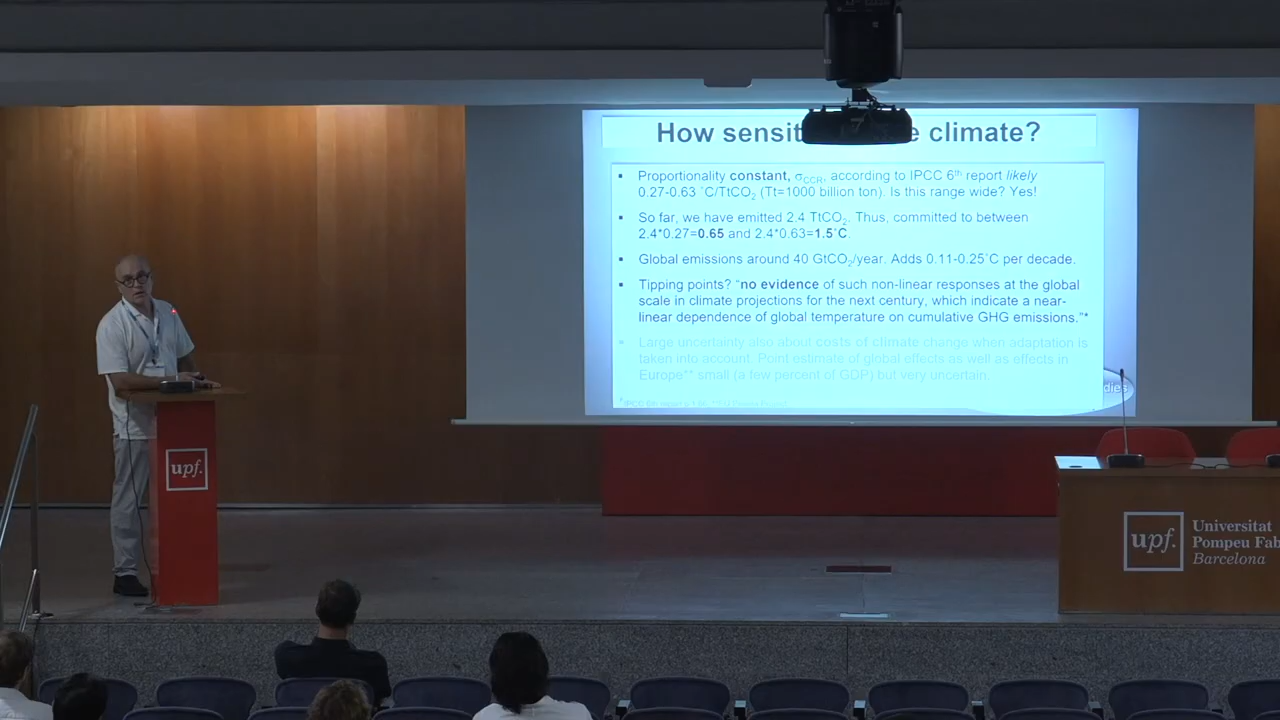 How sensit e climate?
▪ Proportionality constant, σCCR, according to IPCC 6th report likely
0.27-0.63 ˚C/TtCO2 (Tt=1000 billion ton). Is this range wide? Yes!
▪ So far, we have emitted 2.4 TtCO2. Thus, committed to between
2.4*0.27=0.65 and 2.4*0.63=1.5˚C.
▪ Global emissions around 40 GtCO2/year. Adds 0.11-0.25˚C per decade.
▪ Tipping points? “no evidence of such non-linear responses at the global
scale in climate projections for the next century, which indicate a near-
linear dependence of global temperature on cumulative GHG emissions.”*
▪ Large uncertainty also about costs of climate change when adaptation is
taken into account. Point estimate of global effects as well as effects in
Europe** small (a few percent of GDP) but very uncertain.
dies
upf.
upf.
Universitat
Pompeu Fab
Barcelona